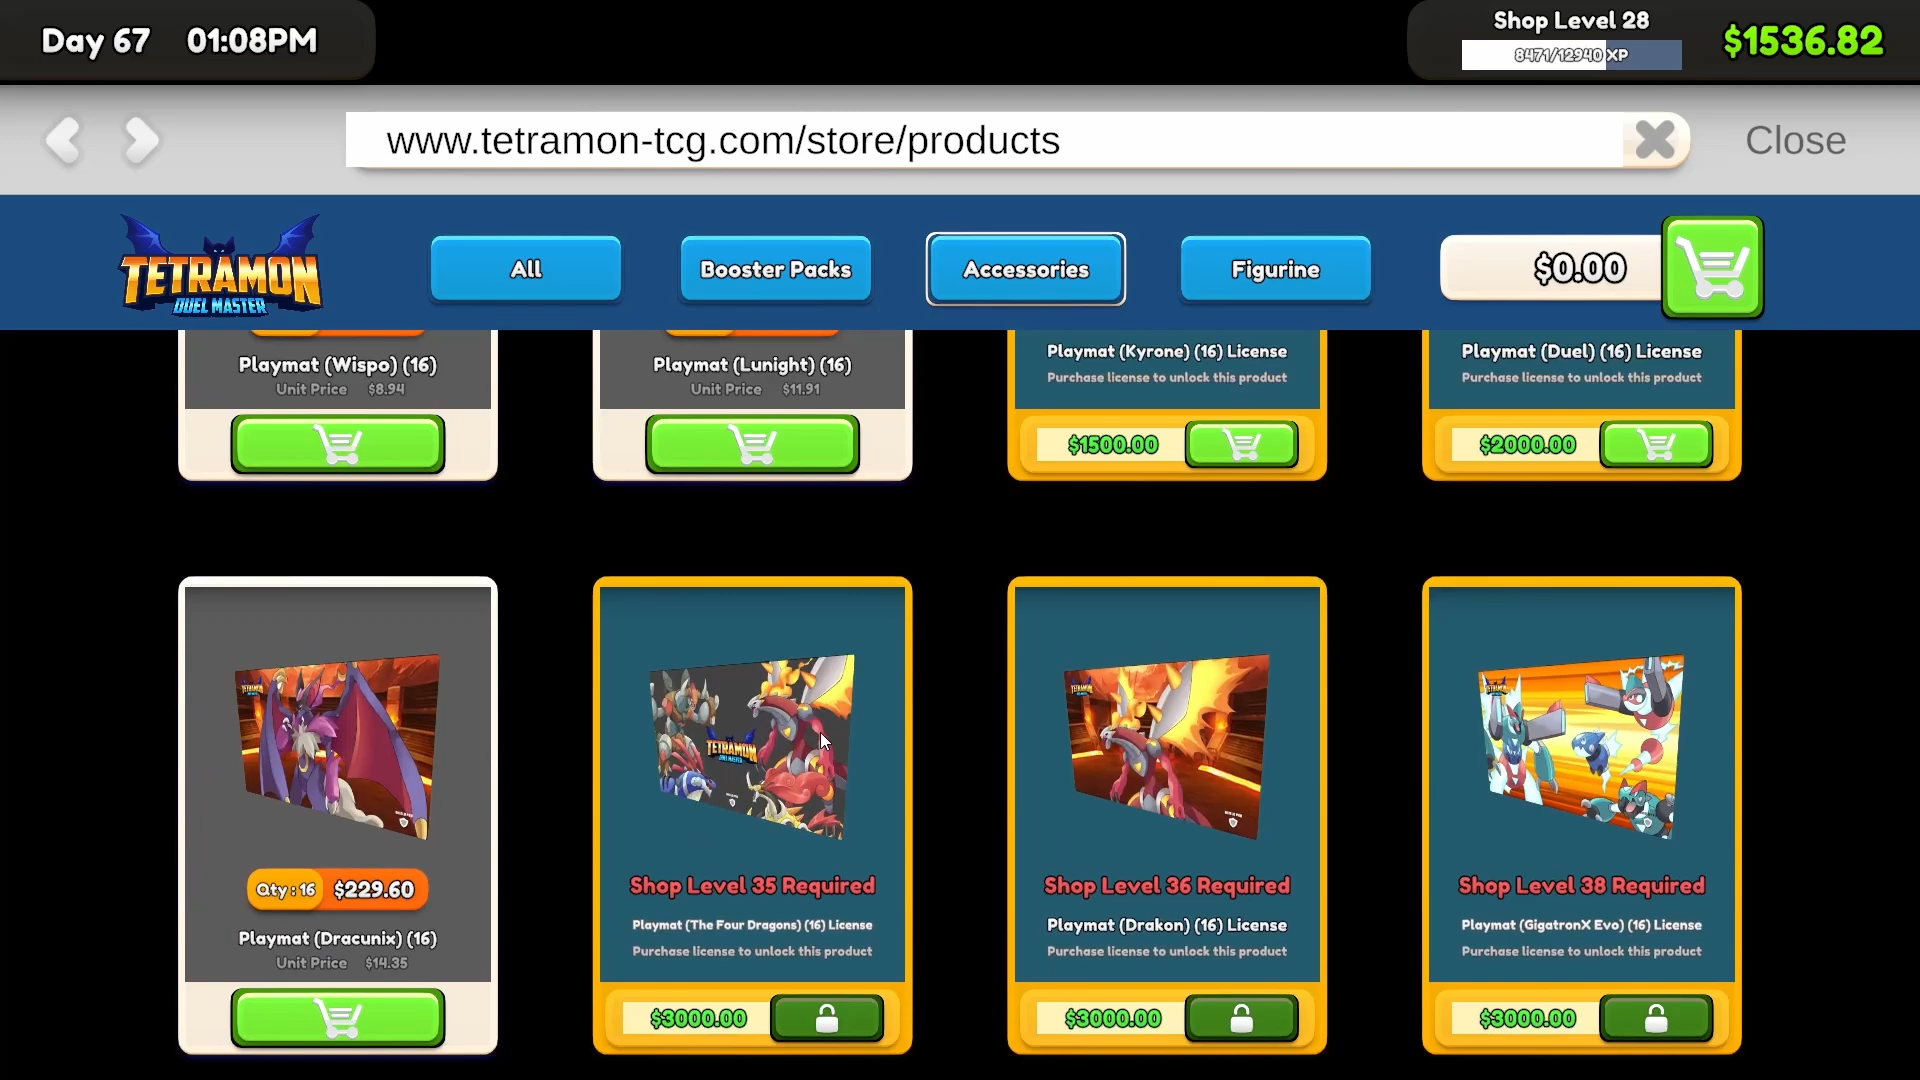 Day 67 01:08PM
Shop Level 28
8471/12940 XP
$1536.82
www.tetramon-tcg.com/store/products
Close
TETRAMON
DUEL MASTER
All
Booster Packs
Accessories
Figurine
$0.00
Playmat (Wispo) (16)
Unit Price $8.94
Playmat (Lunight) (16)
Unit Price $11.91
Playmat (Kyrone) (16) License
Purchase license to unlock this product
$1500.00
Playmat (Duel) (16) License
Purchase license to unlock this product
$2000.00
TETRAMON
Qty : 16 $229.60
Playmat (Dracunix) (16)
Unit Price $14.35
TETRAMON
Shop Level 35 Required
Playmat (The Four Dragons) (16) License
Purchase license to unlock this product
$3000.00
TETRAMON
Shop Level 36 Required
Playmat (Drakon) (16) License
Purchase license to unlock this product
$3000.00
TETRAMON
Shop Level 38 Required
Playmat (GigatronX Evo) (16) License
Purchase license to unlock this product
$3000.00